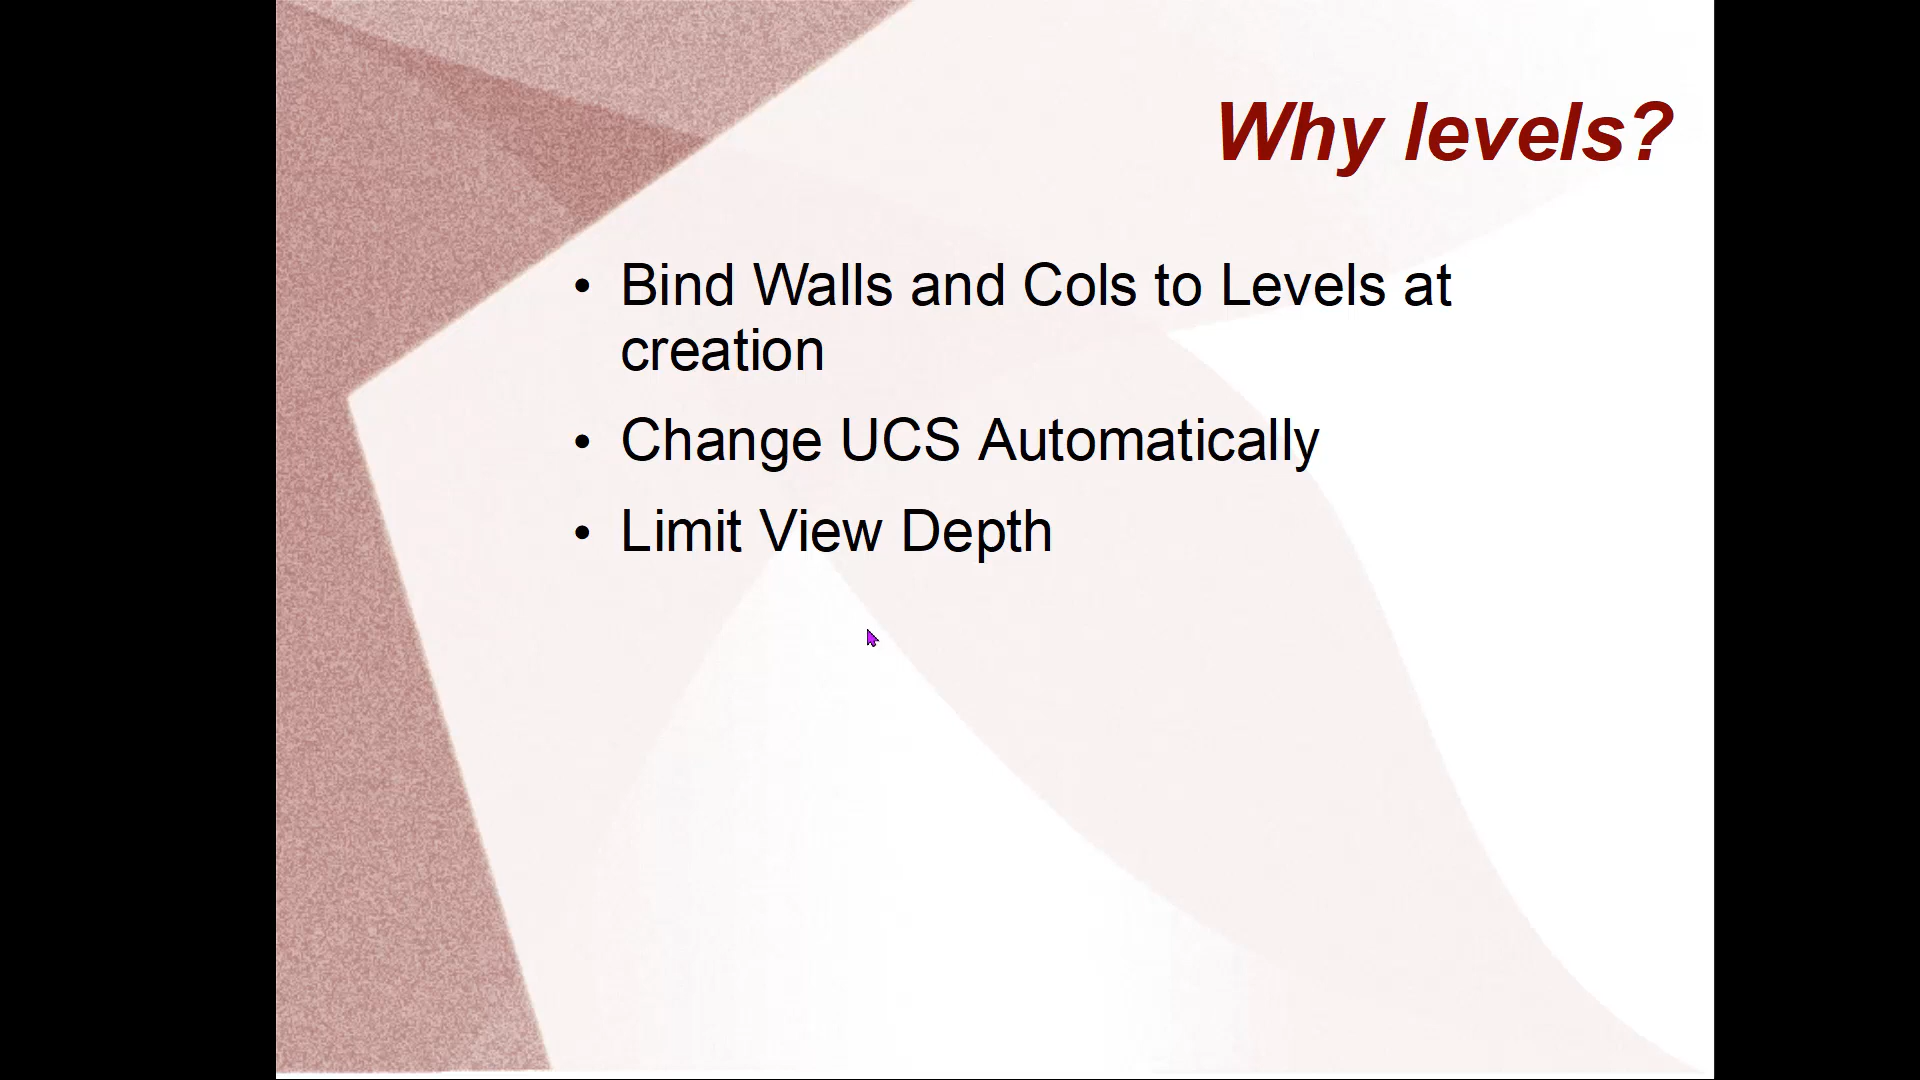 Why levels?
• Bind Walls and Cols to Levels at
creation
• Change UCS Automatically
• Limit View Depth